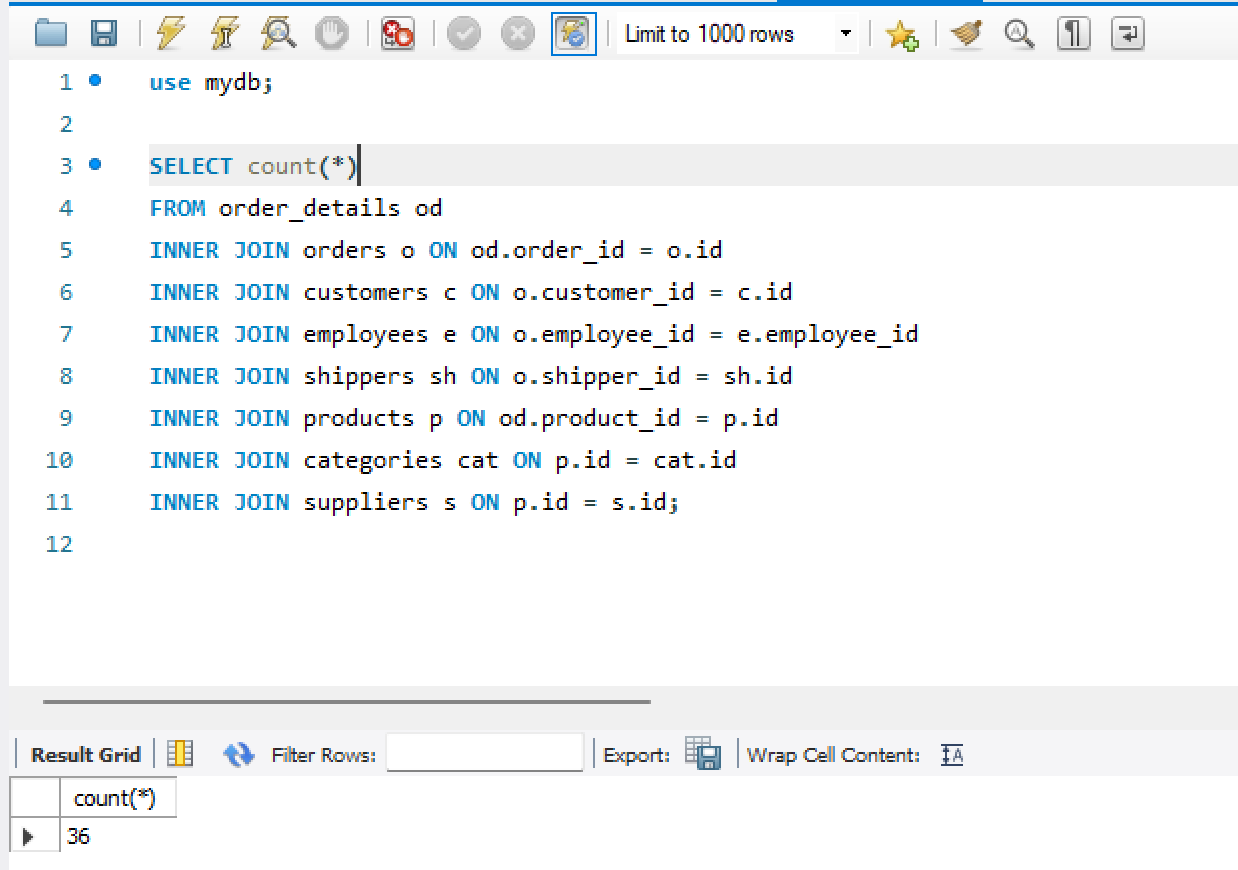 Limit to 1000 rows
1 use mydb;
2
3 SELECT count(*)
4 FROM order_details od
5 INNER JOIN orders o ON od.order_id = o.id
6 INNER JOIN customers c ON o.customer_id = c.id
7 INNER JOIN employees e ON o.employee_id = e.employee_id
8 INNER JOIN shippers sh ON o.shipper_id = sh.id
9 INNER JOIN products p ON od.product_id = p.id
10 INNER JOIN categories cat ON p.id = cat.id
11 INNER JOIN suppliers s ON p.id = s.id;
12
Result Grid Filter Rows: Export: Wrap Cell Content:
count(*)
36